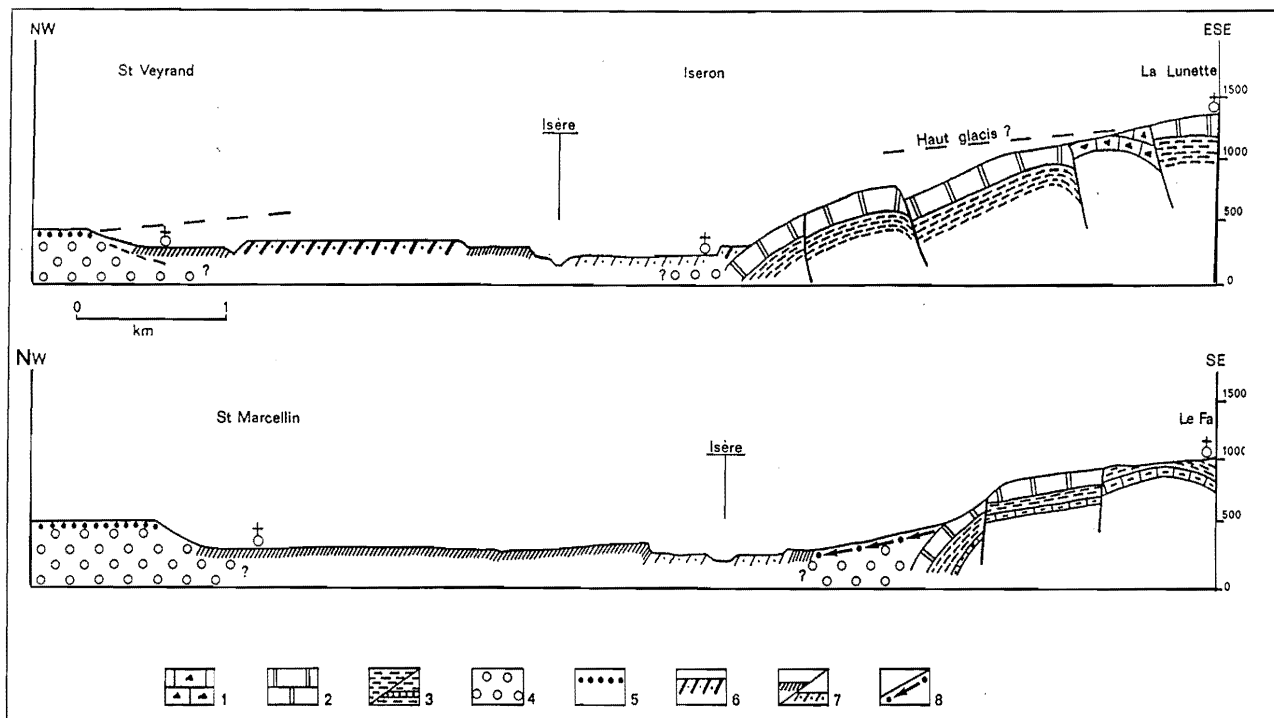 NW ESE
St Veyrand Iseron La Lunette
Isère
Haut glacis ?
1500
1000
500
0
? ?
0 1
km
NW SE
St Marcellin Isère Le Fa
1500
1000
500
0
? ?
1 2 3 4 5 6 7 8